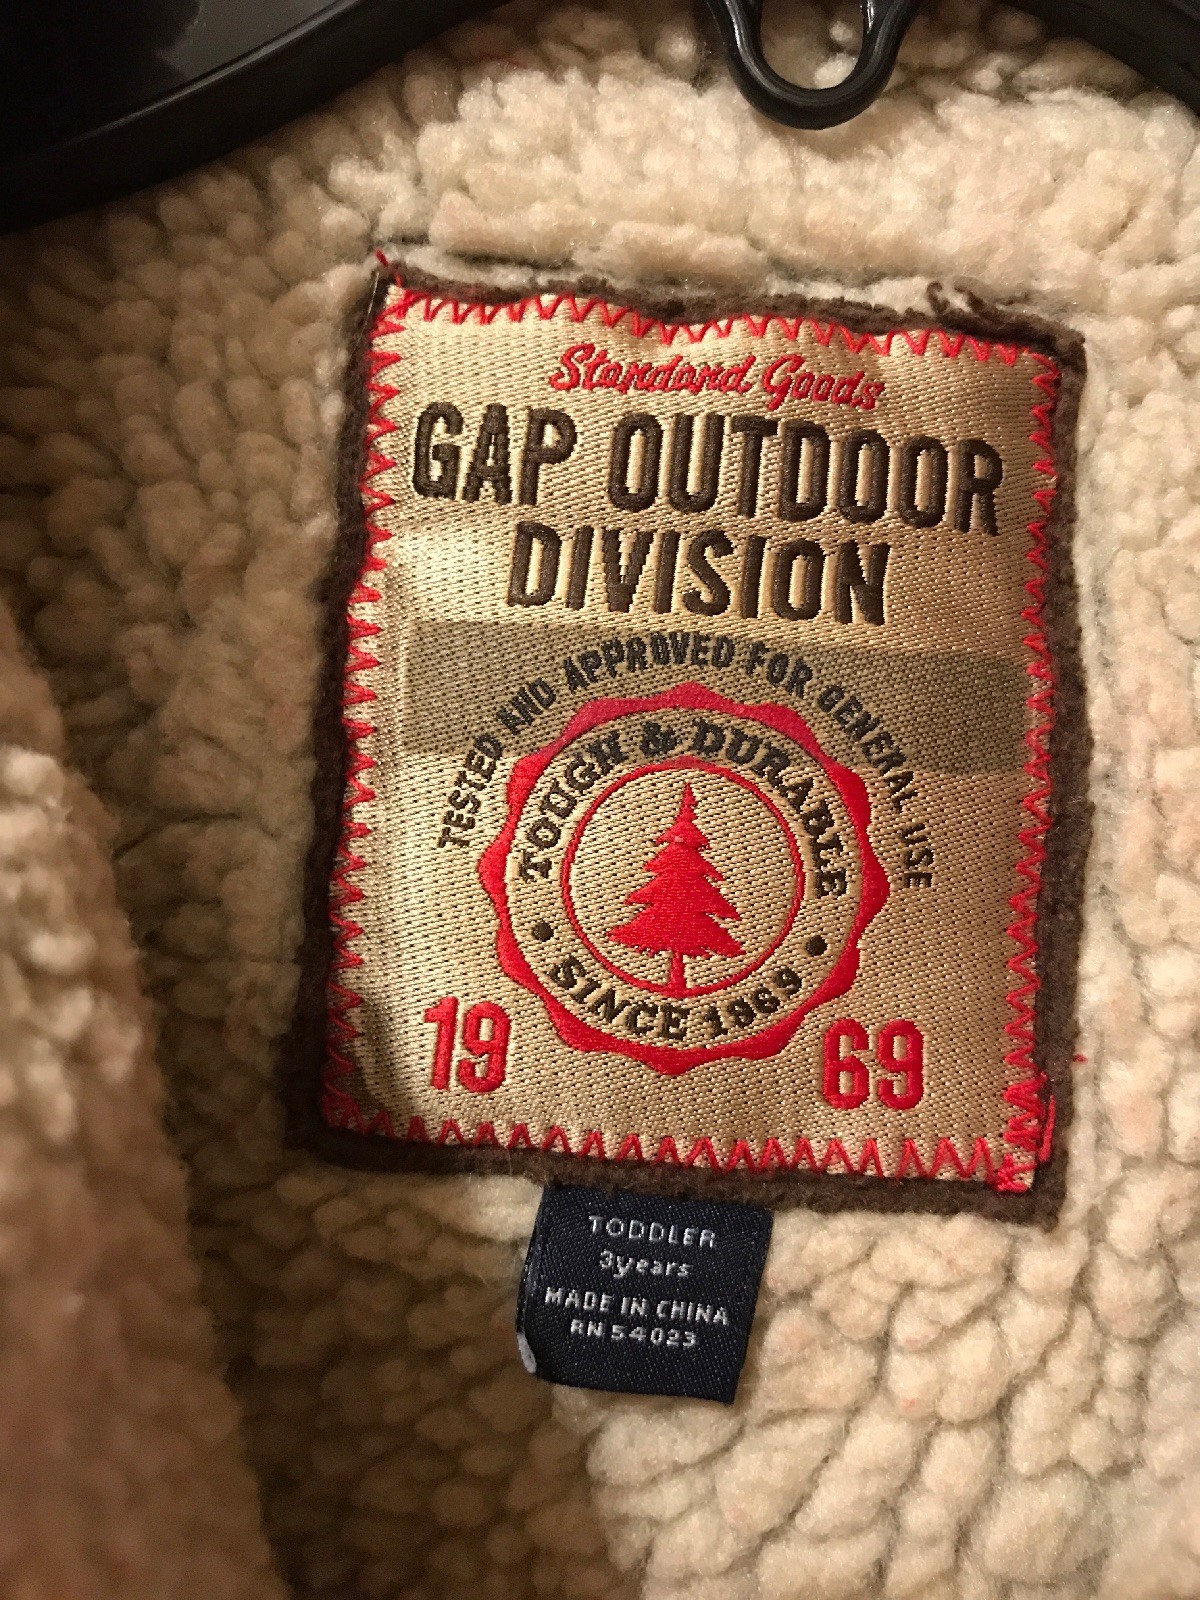 Standard Goods
GAP OUTDOOR
DIVISION
TESTED AND APPROVED FOR GENERAL USE
TOUGH & DURABLE
SINCE 1969
19 69
TODDLER
3years
MADE IN CHINA
RN 54023